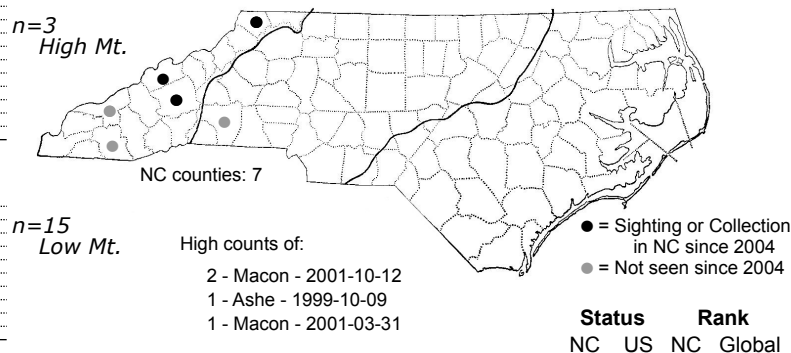 n=3
High Mt.
NC counties: 7
n=15
Low Mt.
High counts of:
2 - Macon - 2001-10-12
1 - Ashe - 1999-10-09
1 - Macon - 2001-03-31
● = Sighting or Collection
in NC since 2004
● = Not seen since 2004
Status Rank
NC US NC Global